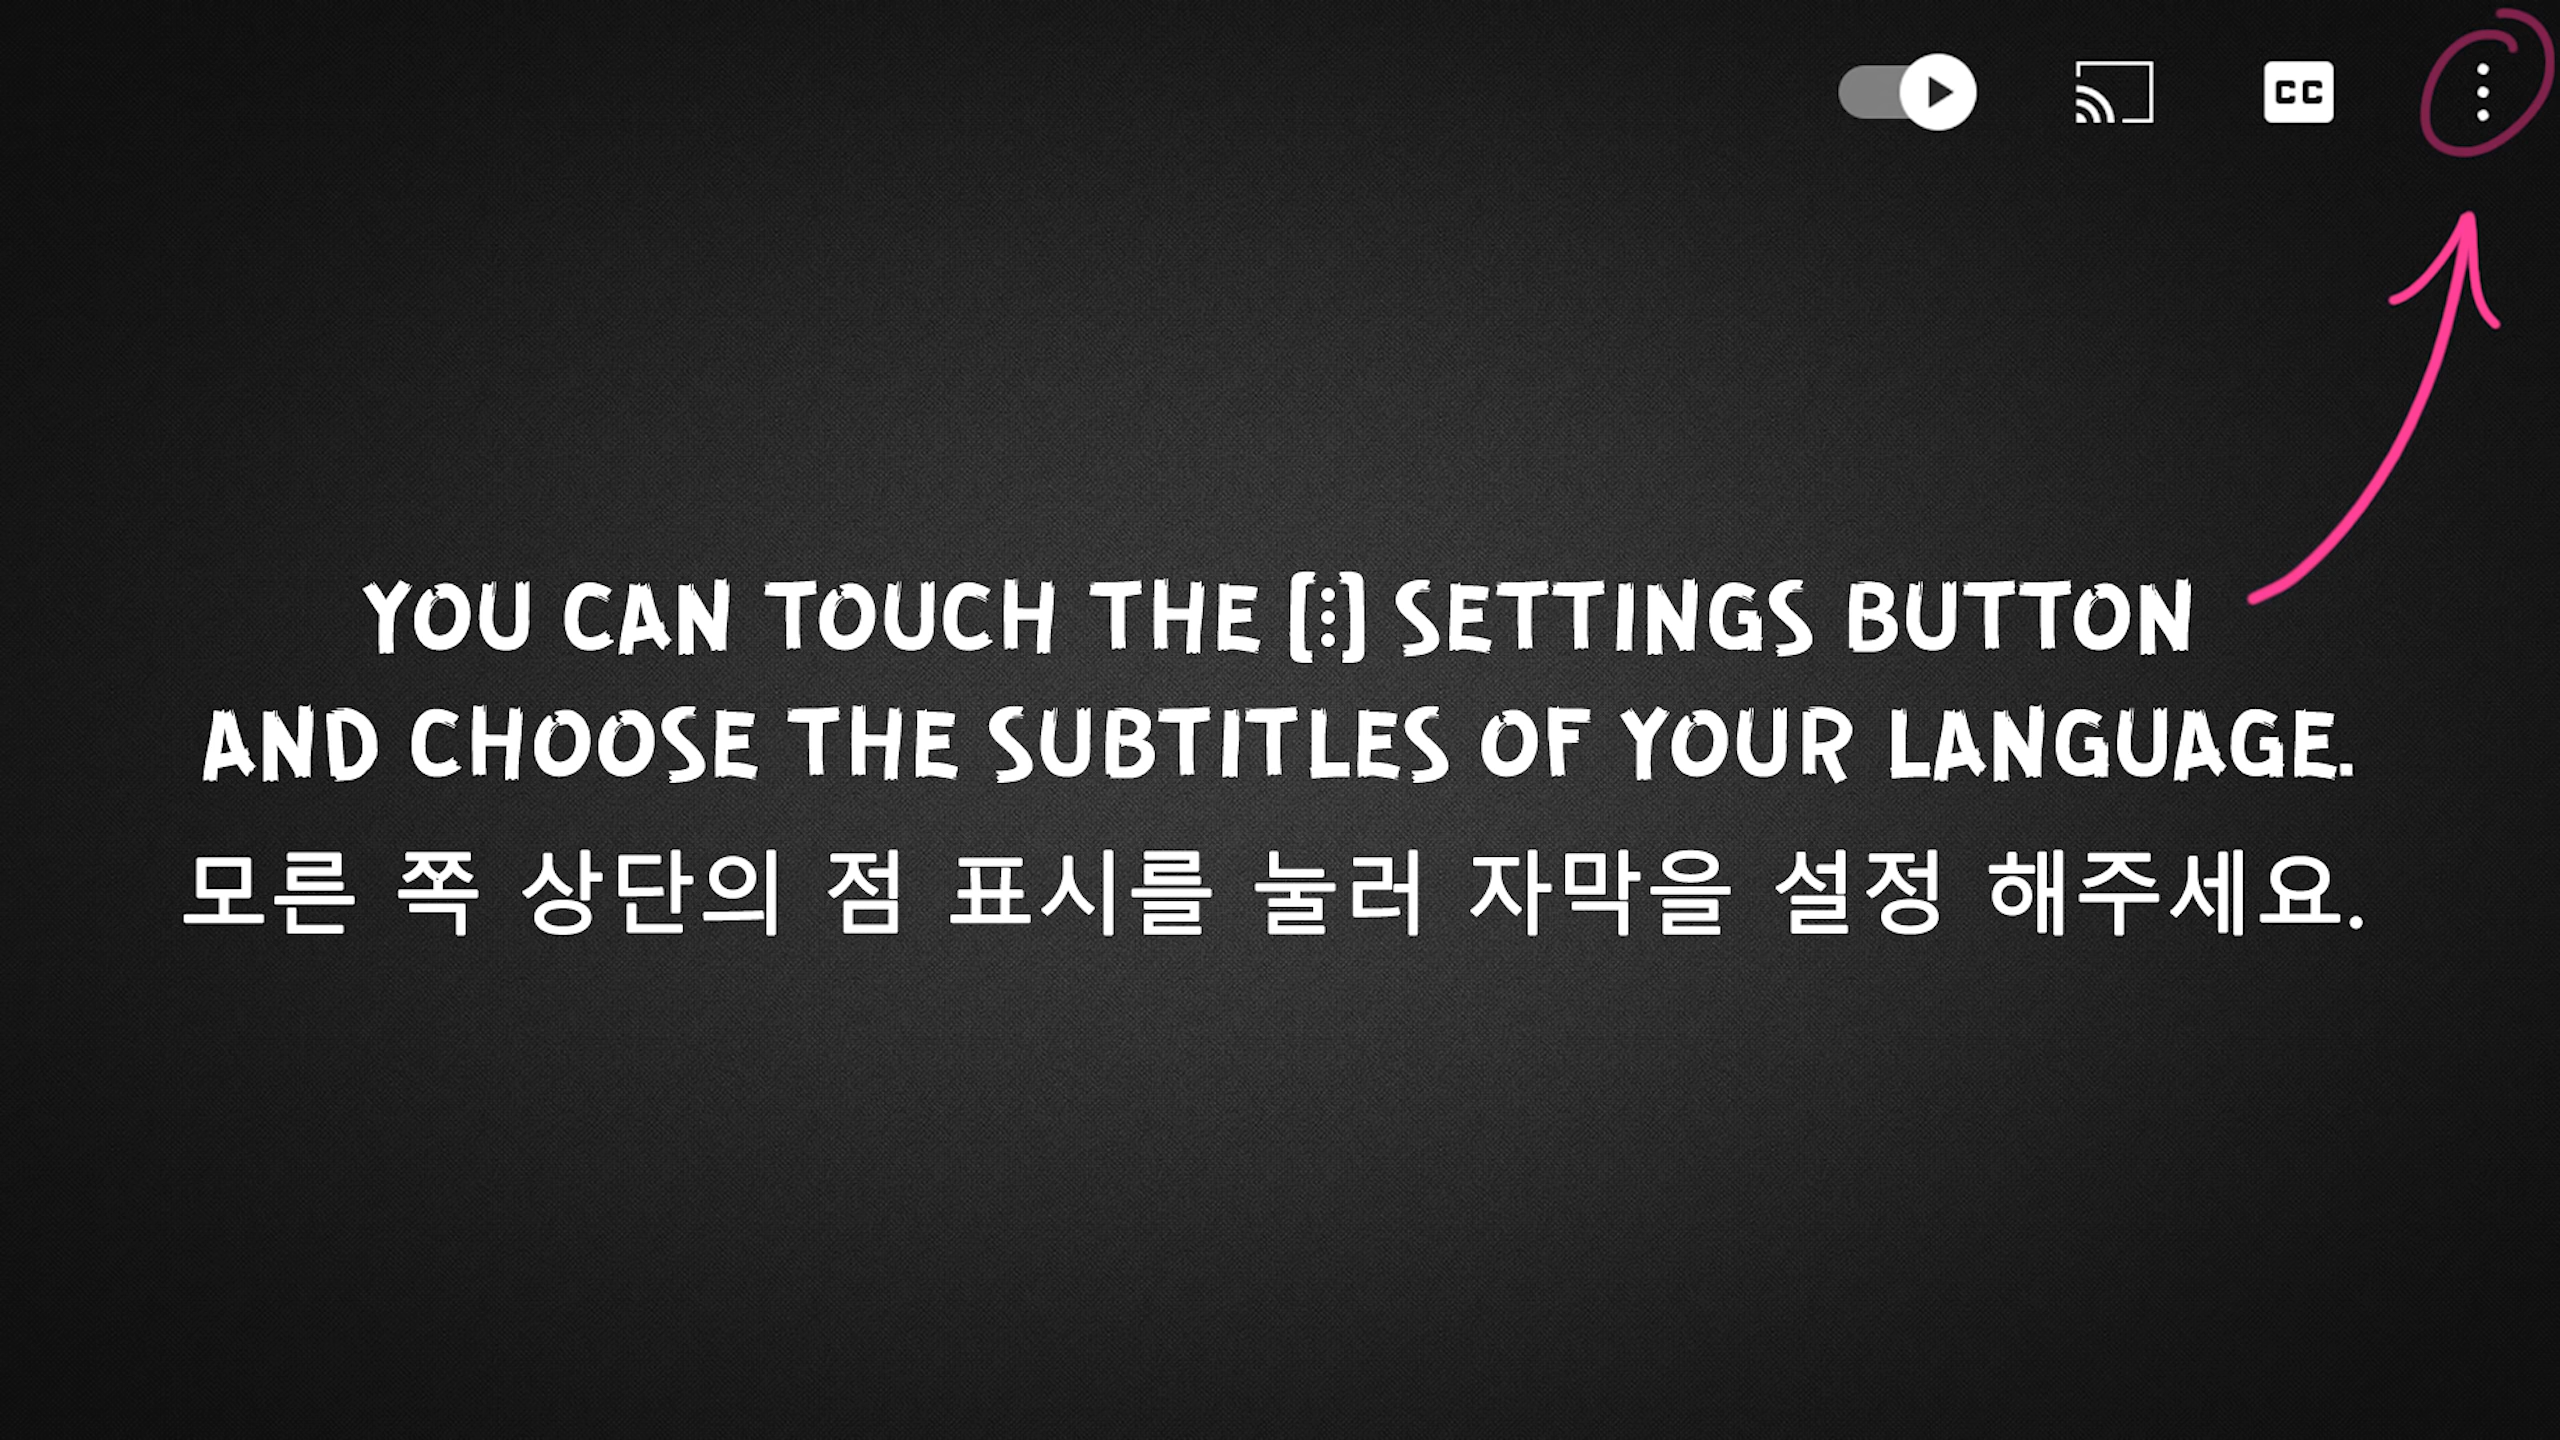 CC
YOU CAN TOUCH THE [⋮] SETTINGS BUTTON
AND CHOOSE THE SUBTITLES OF YOUR LANGUAGE.
모른 쪽 상단의 점 표시를 눌러 자막을 설정 해주세요.